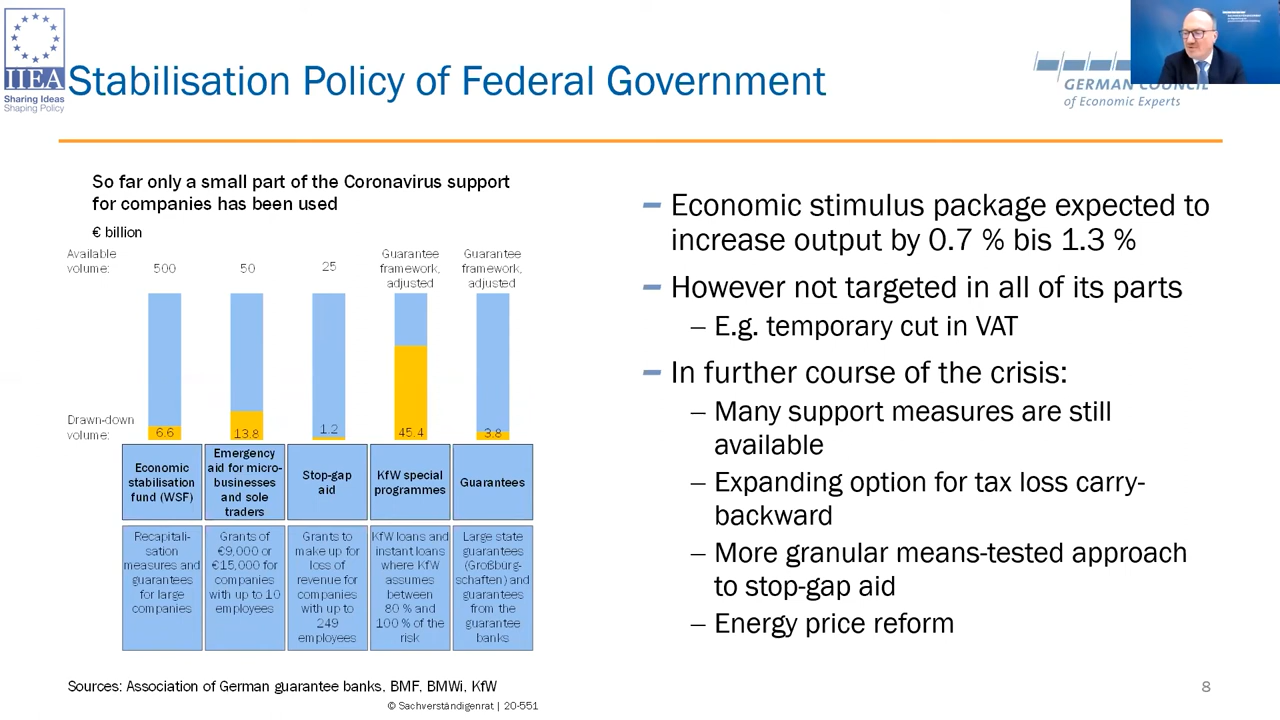 IIEA
Sharing Ideas
Shaping Policy
Stabilisation Policy of Federal Government
GERMAN COUNCIL
of Economic Experts
So far only a small part of the Coronavirus support
for companies has been used
€ billion
Available
volume:
500
50
25
Guarantee
framework,
adjusted
Guarantee
framework,
adjusted
Drawn-down
volume:
6.6
13.8
1.2
45.4
3.8
Economic
stabilisation
fund (WSF)
Emergency
aid for micro-
businesses
and sole
traders
Stop-gap
aid
KfW special
programmes
Guarantees
Recapitali-
sation
measures and
guarantees
for large
companies
Grants of
€9,000 or
€15,000 for
companies
with up to 10
employees
Grants to
make up for
loss of
revenue for
companies
with up to
249
employees
KfW loans and
instant loans
where KfW
assumes
between
80 % and
100 % of the
risk
Large state
guarantees
(Großburg-
schaften) and
guarantees
from the
guarantee
banks
Sources: Association of German guarantee banks, BMF, BMWi, KfW
© Sachverständigenrat | 20-551
– Economic stimulus package expected to
increase output by 0.7 % bis 1.3 %
– However not targeted in all of its parts
– E.g. temporary cut in VAT
– In further course of the crisis:
– Many support measures are still
available
– Expanding option for tax loss carry-
backward
– More granular means-tested approach
to stop-gap aid
– Energy price reform
8